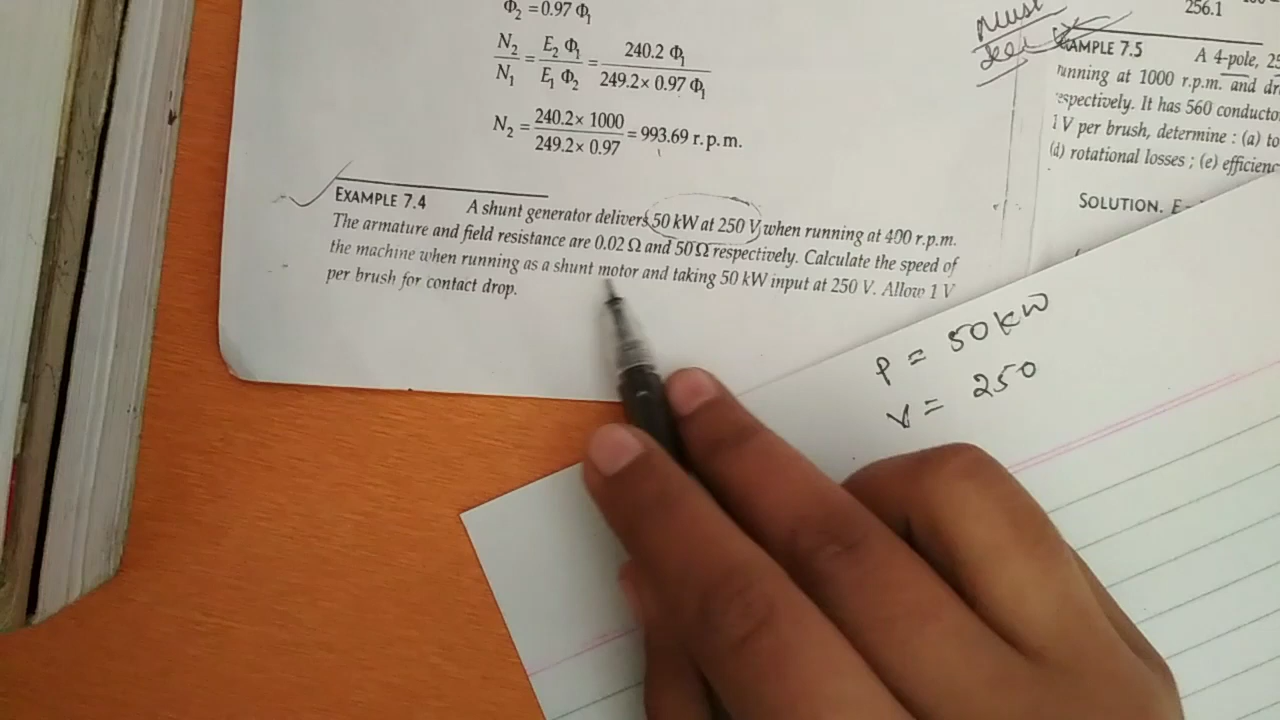 Φ₂ = 0.97 Φ₁
N₂/N₁ = E₂ Φ₁/E₁ Φ₂ = 240.2 Φ₁/249.2 × 0.97 Φ₁
N₂ = 240.2 × 1000/249.2 × 0.97 = 993.69 r.p.m.
EXAMPLE 7.4 A shunt generator delivers 50 kW at 250 V when running at 400 r.p.m.
The armature and field resistance are 0.02 Ω and 50 Ω respectively. Calculate the speed of
the machine when running as a shunt motor and taking 50 kW input at 250 V. Allow 1 V
per brush for contact drop.
256.1
Must
See
EXAMPLE 7.5 A 4-pole, 25
running at 1000 r.p.m. and
respectively. It has 560
1 V per brush, determine : (a) to
(d) rotational losses ; (e)
SOLUTION. E
P = 50 kW
V = 250